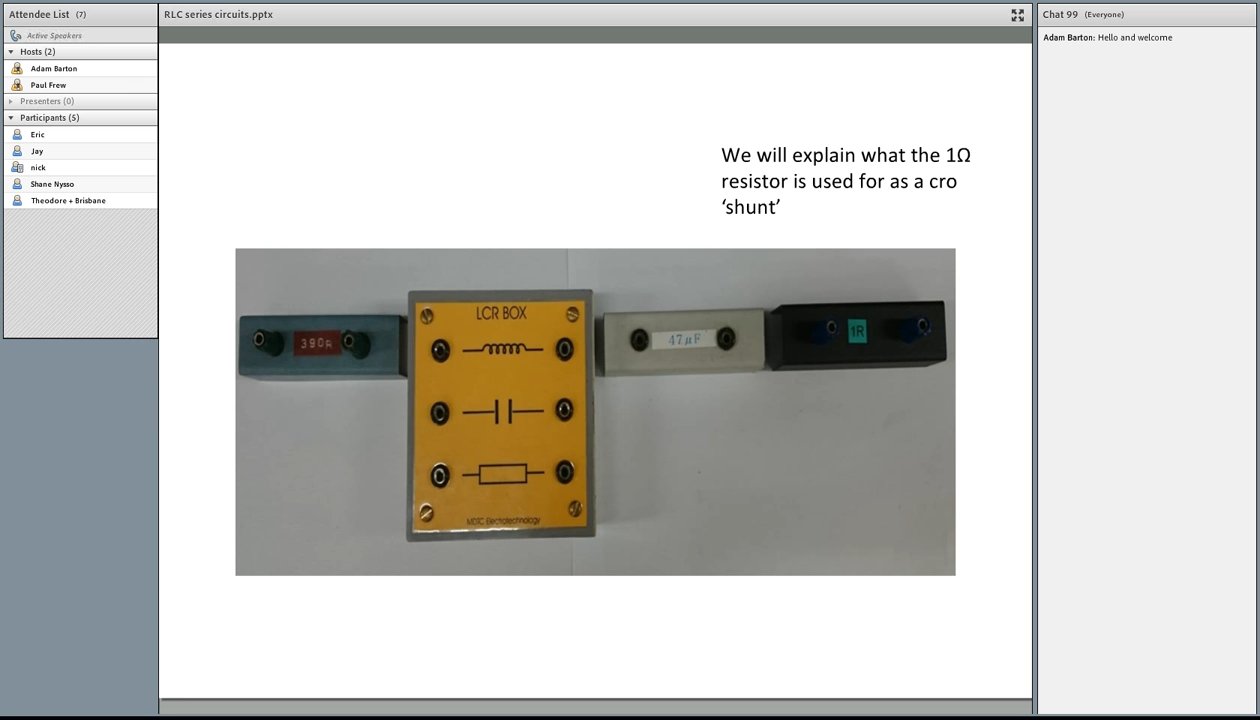 Attendee List (7)
Active Speakers
Hosts (2)
Adam Barton
Paul Frew
Presenters (0)
Participants (5)
Eric
Jay
nick
Shane Nysso
Theodore + Brisbane
RLC series circuits.pptx
We will explain what the 1Ω
resistor is used for as a cro
‘shunt’
390R
LCR BOX
47μF
1R
MDTC Electrotechnology
Chat 99 (Everyone)
Adam Barton: Hello and welcome